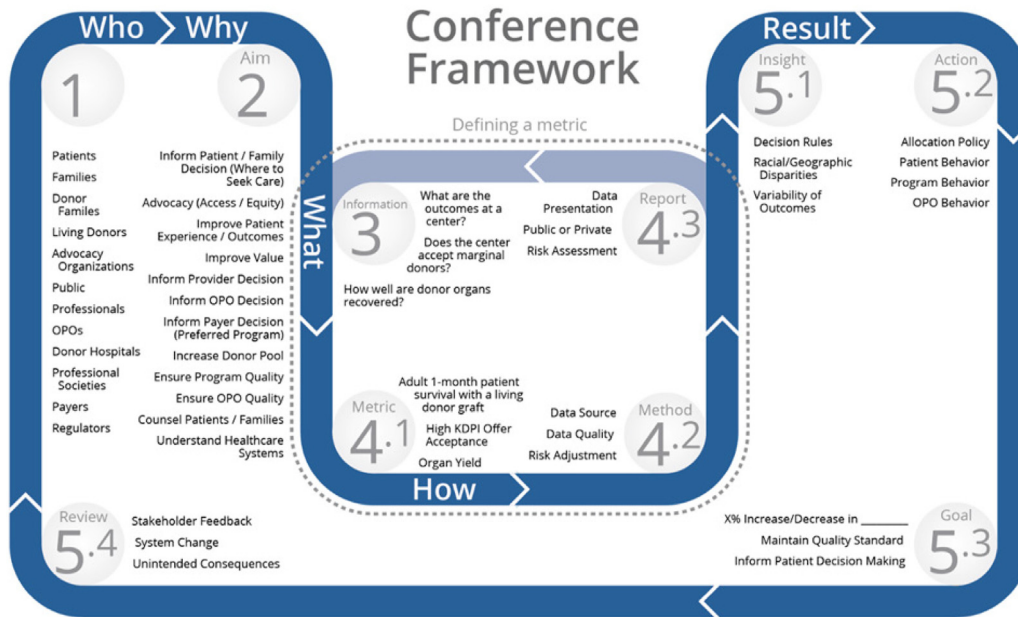 Who
Why
Conference
Framework
Result
1
Aim
2
Insight
5.1
Action
5.2
Defining a metric
Patients
Families
Donor
Familes
Living Donors
Advocacy
Organizations
Public
Professionals
OPOs
Donor Hospitals
Professional
Societies
Payers
Regulators
Inform Patient / Family
Decision (Where to
Seek Care)
Advocacy (Access / Equity)
Improve Patient
Experience / Outcomes
Improve Value
Inform Provider Decision
Inform OPO Decision
Inform Payer Decision
(Preferred Program)
Increase Donor Pool
Ensure Program Quality
Ensure OPO Quality
Counsel Patients / Families
Understand Healthcare
Systems
What
Information
3
What are the
outcomes at a
center?
Does the center
accept marginal
donors?
How well are donor organs
recovered?
Data
Presentation
Public or Private
Risk Assessment
Report
4.3
Metric
4.1
Adult 1-month patient
survival with a living
donor graft
High KDPI Offer
Acceptance
Organ Yield
Data Source
Data Quality
Risk Adjustment
Method
4.2
How
Decision Rules
Racial/Geographic
Disparities
Variability of
Outcomes
Allocation Policy
Patient Behavior
Program Behavior
OPO Behavior
Review
5.4
Stakeholder Feedback
System Change
Unintended Consequences
X% Increase/Decrease in ________
Maintain Quality Standard
Inform Patient Decision Making
Goal
5.3